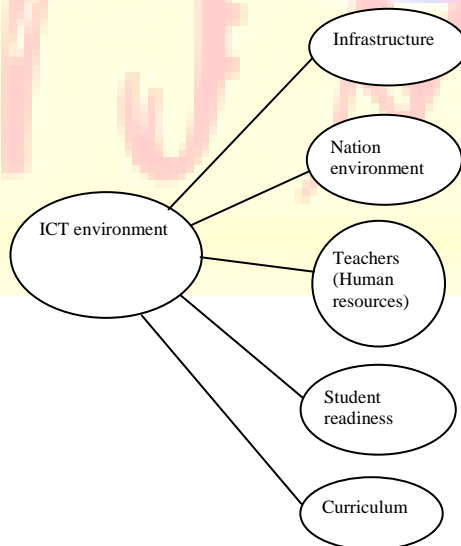 Infrastructure
Nation
environment
ICT environment
Teachers
(Human
resources)
Student
readiness
Curriculum